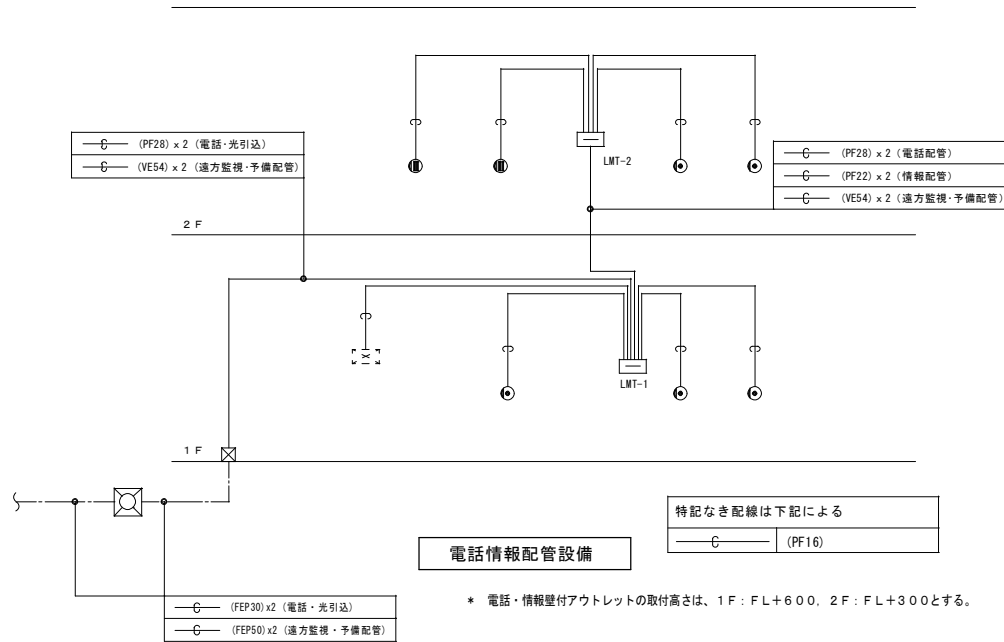 (PF28) x 2 (電話・光引込)
(VE54) x 2 (遠方監視・予備配管)
LMT-2
(PF28) x 2 (電話配管)
(PF22) x 2 (情報配管)
(VE54) x 2 (遠方監視・予備配管)
2F
X
LMT-1
1F
特記なき配線は下記による
(PF16)
電話情報配管設備
* 電話・情報壁付アウトレットの取付高さは、1F:FL+600, 2F:FL+300とする。
(FEP30)x2 (電話・光引込)
(FEP50)x2 (遠方監視・予備配管)